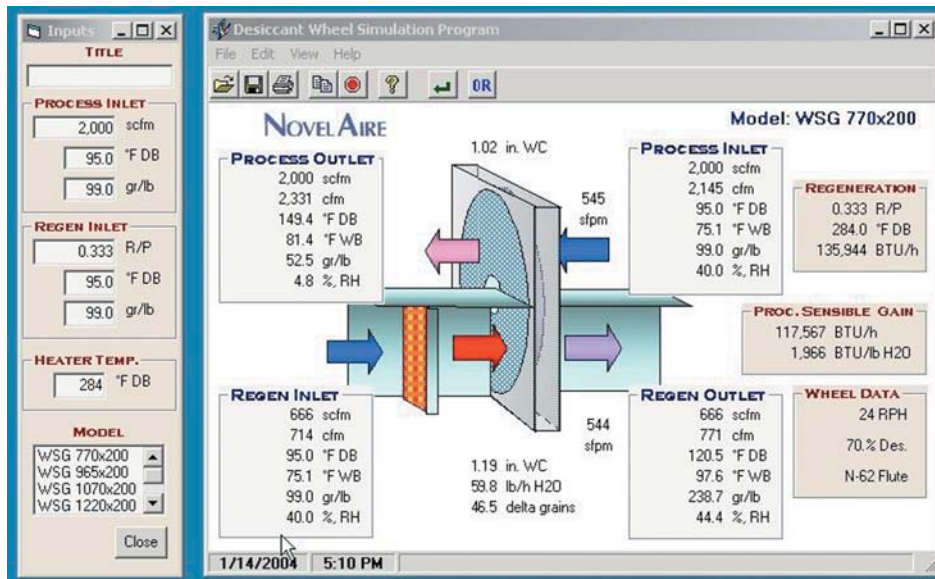 Inputs
TITLE
PROCESS INLET
2,000 scfm
95.0 °F DB
99.0 gr/lb
REGEN INLET
0.333 R/P
95.0 °F DB
99.0 gr/lb
HEATER TEMP.
284 °F DB
MODEL
WSG 770x200
WSG 965x200
WSG 1070x200
WSG 1220x200
Close
Desiccant Wheel Simulation Program
File Edit View Help
OR
NOVELAIRE
Model: WSG 770x200
PROCESS OUTLET
2,000 scfm
2,331 cfm
149.4 °F DB
81.4 °F WB
52.5 gr/lb
4.8 %, RH
1.02 in. WC
545
sfpm
PROCESS INLET
2,000 scfm
2,145 cfm
95.0 °F DB
75.1 °F WB
99.0 gr/lb
40.0 %, RH
REGENERATION
0.333 R/P
284.0 °F DB
135,944 BTU/h
PROC. SENSIBLE GAIN
117,567 BTU/h
1,966 BTU/lb H2O
REGEN INLET
666 scfm
714 cfm
95.0 °F DB
75.1 °F WB
99.0 gr/lb
40.0 %, RH
1.19 in. WC
59.8 lb/h H2O
46.5 delta grains
544
sfpm
REGEN OUTLET
666 scfm
771 cfm
120.5 °F DB
97.6 °F WB
238.7 gr/lb
44.4 %, RH
WHEEL DATA
24 RPH
70.% Des.
N-62 Flute
1/14/2004 5:10 PM